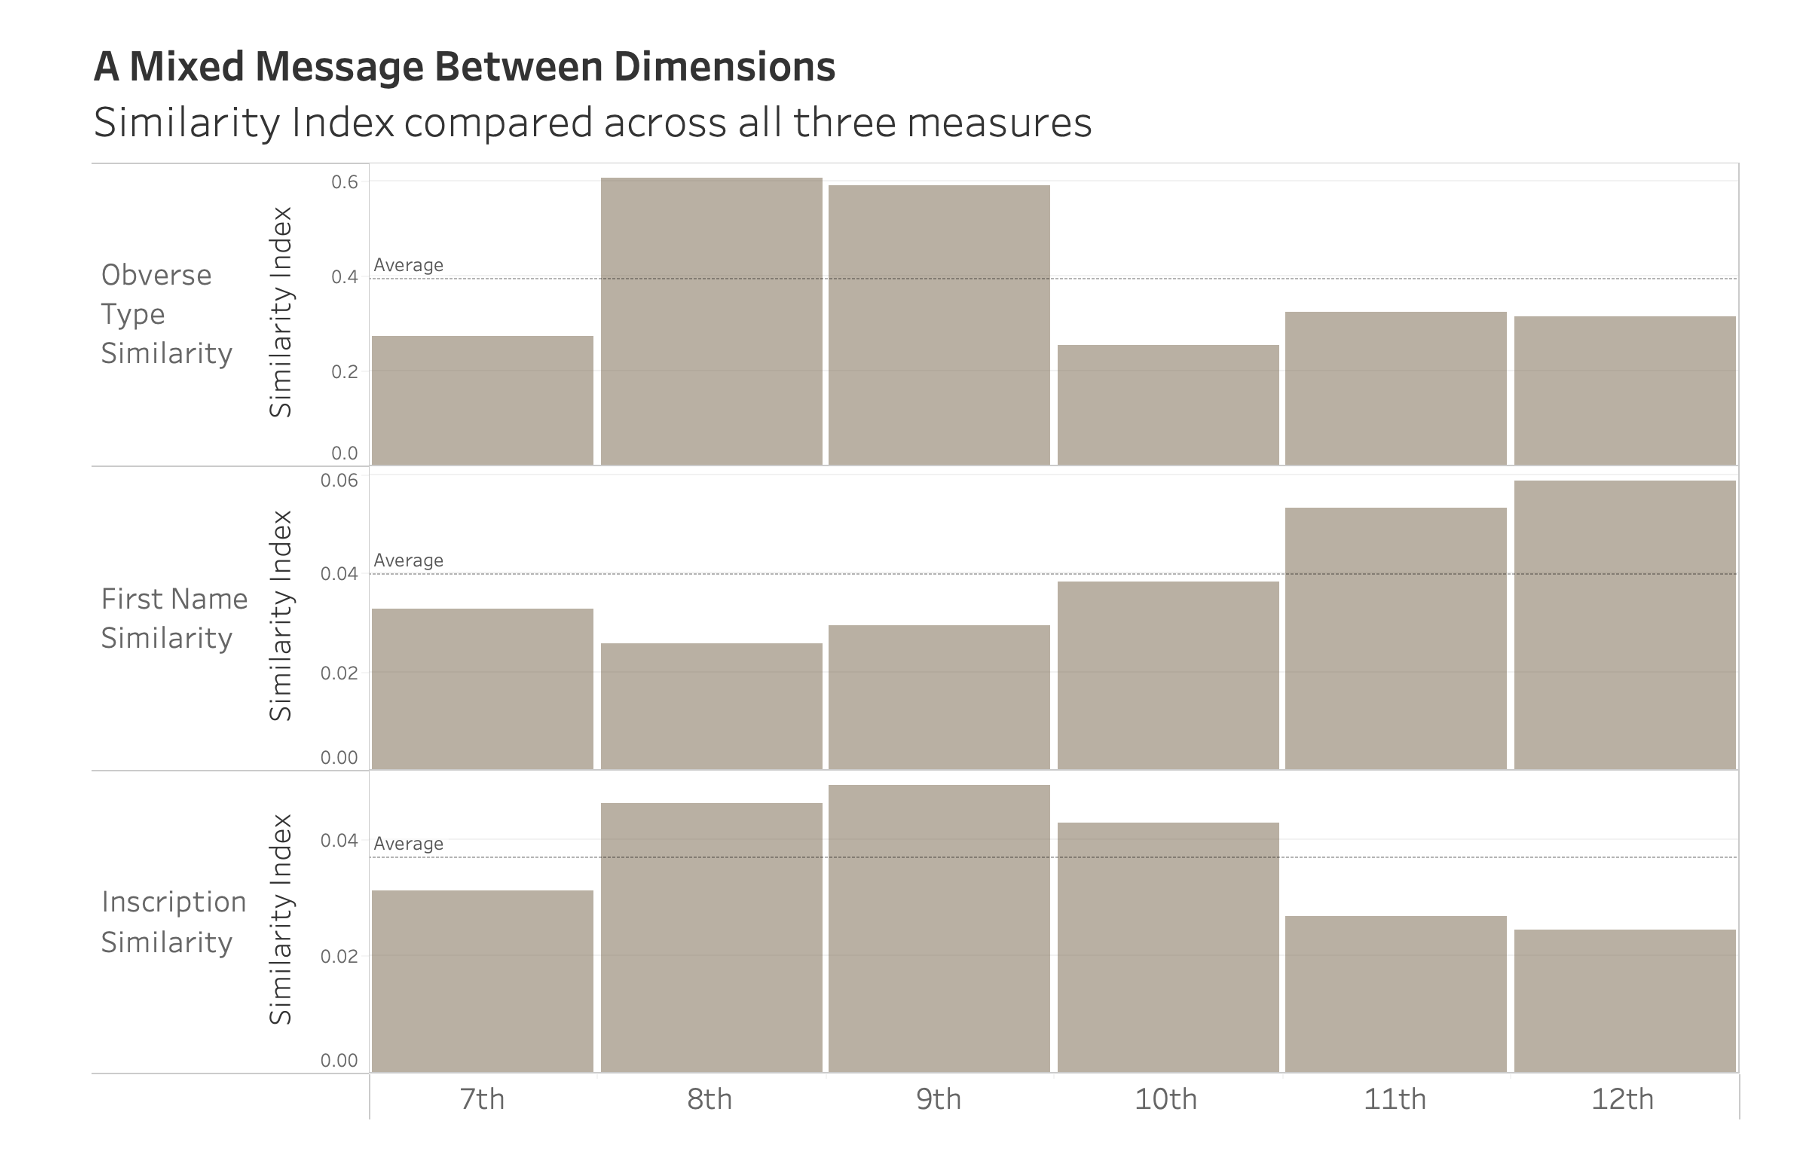 A Mixed Message Between Dimensions
Similarity Index compared across all three measures
Obverse
Type
Similarity
Similarity Index
0.6
0.4
0.2
0.0
Average
First Name
Similarity
Similarity Index
0.06
0.04
0.02
0.00
Average
Inscription
Similarity
Similarity Index
0.04
0.02
0.00
Average
7th
8th
9th
10th
11th
12th